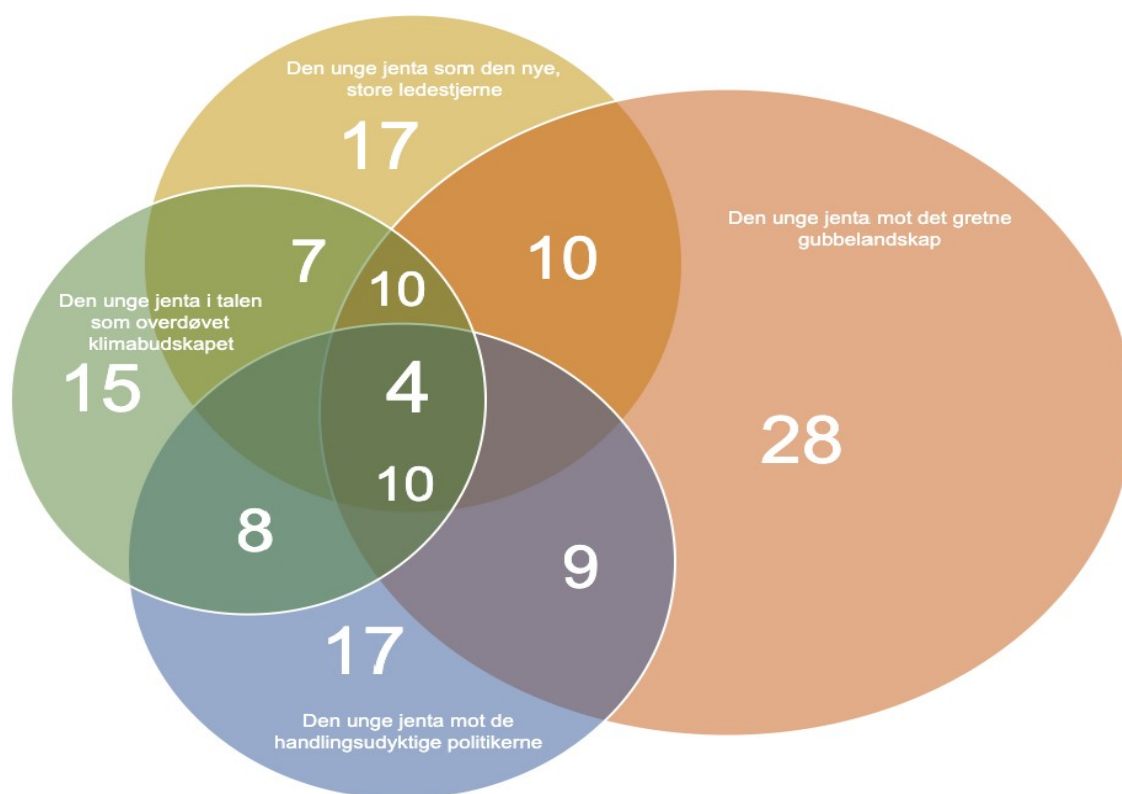 Den unge jenta som den nye,
store ledestjerne
17
Den unge jenta mot det gretne
gubbelandskap
7
10
10
Den unge jenta i talen
som overdøvet
klimabudskapet
15
4
28
10
8
9
17
Den unge jenta mot de
handlingsudyktige politikerne